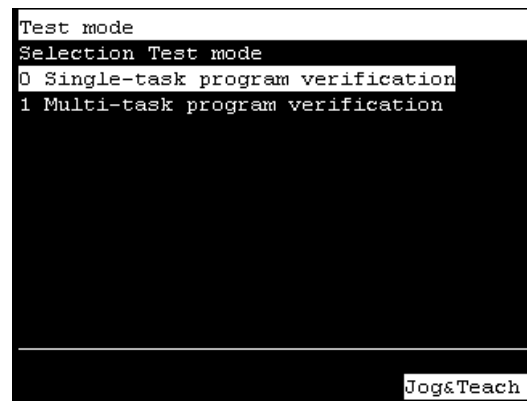 Test mode
Selection Test mode
0 Single-task program verification
1 Multi-task program verification
Jog&Teach